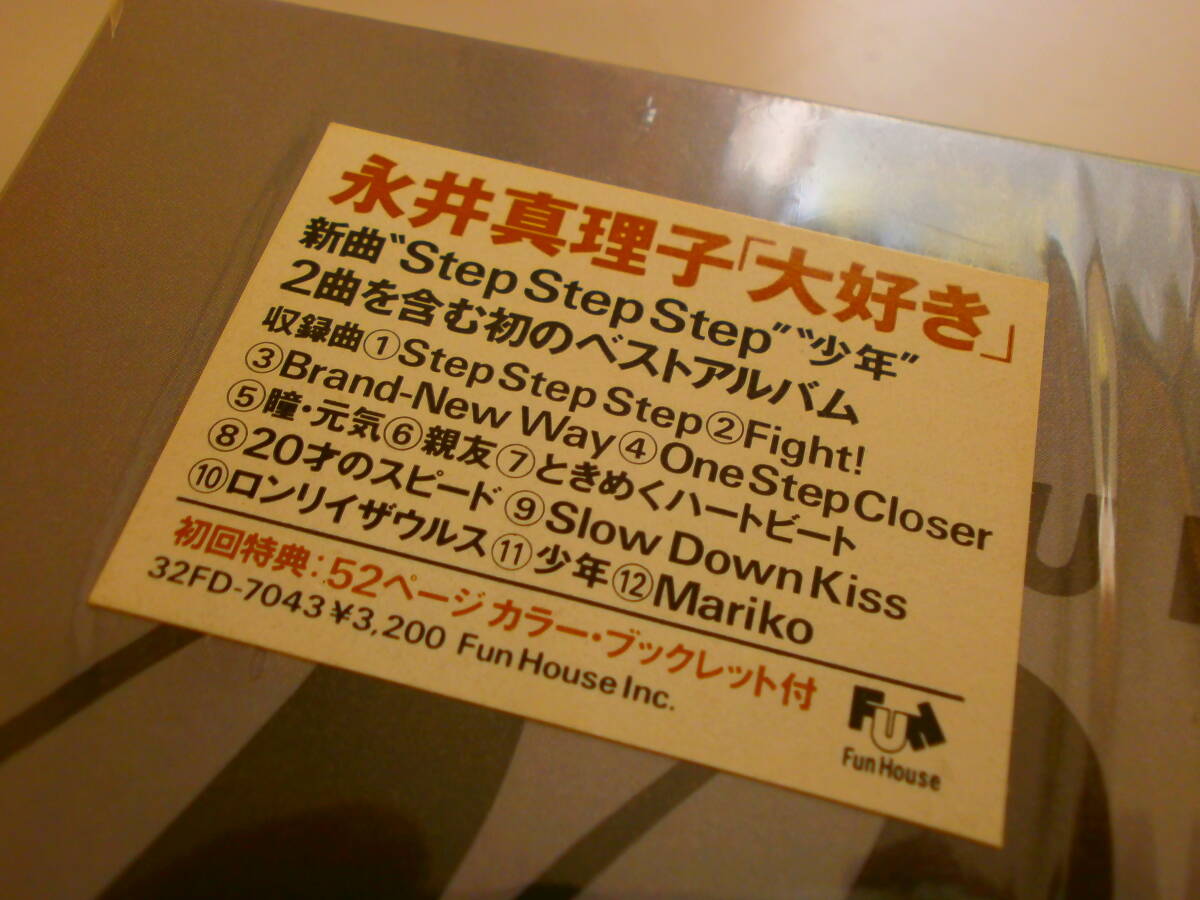 永井真理子「大好き」
新曲“Step Step Step”“少年”
2曲を含む初のベストアルバム
収録曲①Step Step Step②Fight!
③Brand-New Way④One Step Closer
⑤瞳・元気⑥親友⑦ときめくハートビート
⑧20才のスピード⑨Slow Down Kiss
⑩ロンリイザウルス⑪少年⑫Mariko
初回特典：52ページカラー・ブックレット付
32FD-7043 ¥3,200 Fun House Inc.
Fun
Fun House